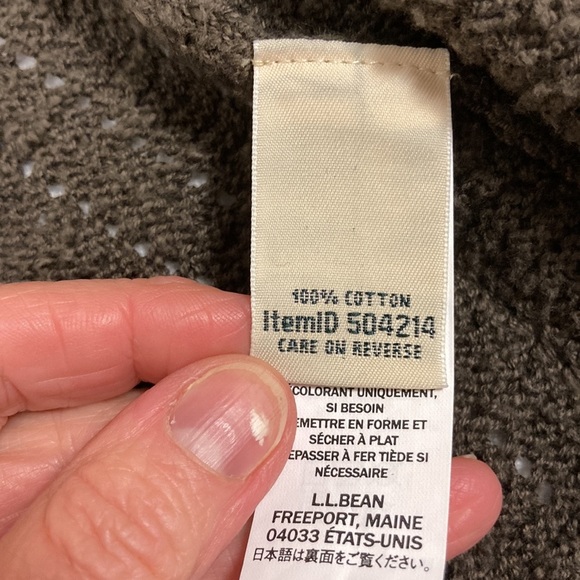 100% COTTON
ItemID 504214
CARE ON REVERSE
COLORANT UNIQUEMENT,
SI BESOIN
EMETTRE EN FORME ET
SÉCHER À PLAT
EPASSER À FER TIÈDE SI
NÉCESSAIRE
L.L.BEAN
FREEPORT, MAINE
04033 ÉTATS-UNIS
日本語は裏面をご覧ください。